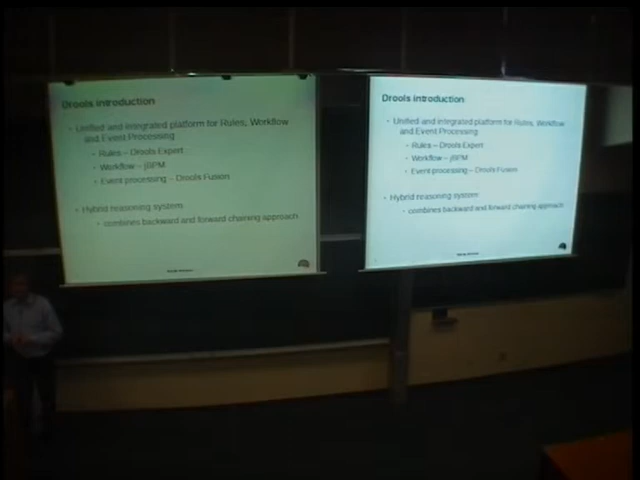 Drools introduction
Unified and integrated platform for Rules, Workflow
and Event Processing
Rules – Drools Expert
Workflow – jBPM
Event processing – Drools Fusion
Hybrid reasoning system
combines backward and forward chaining approach
Drools introduction
Unified and integrated platform for Rules, Workflow
and Event Processing
Rules – Drools Expert
Workflow – jBPM
Event processing – Drools Fusion
Hybrid reasoning system
combines backward and forward chaining approach